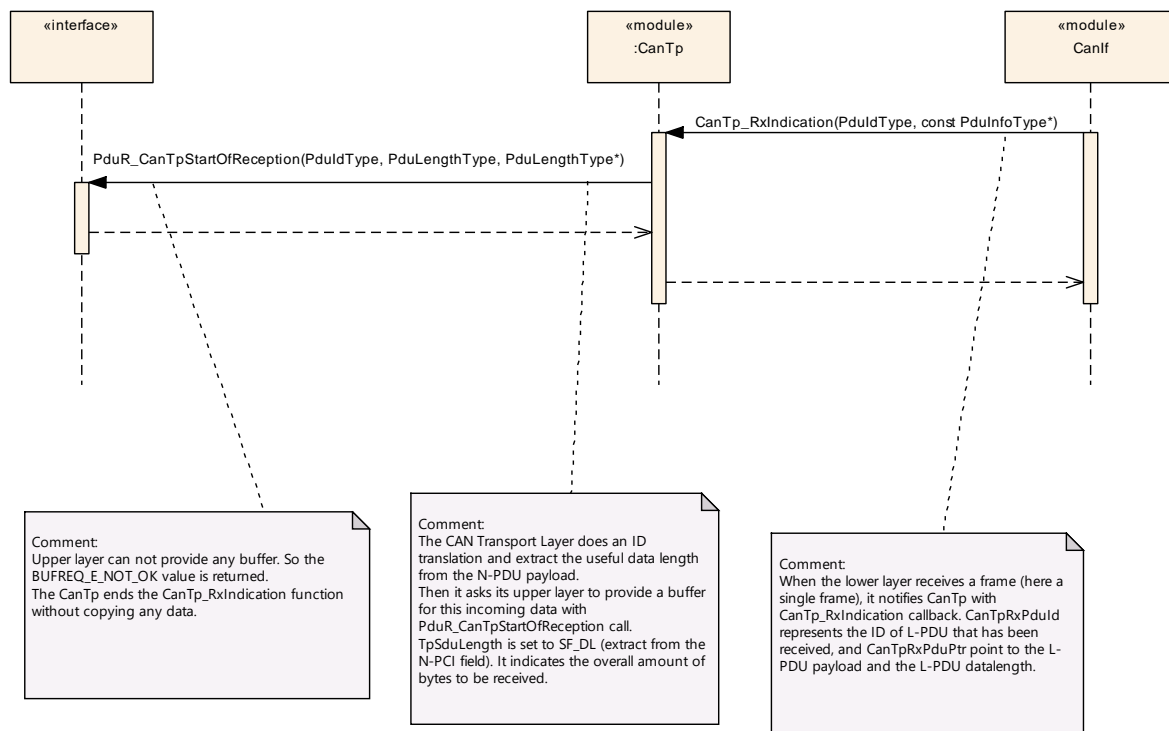 «interface»
«module»
:CanTp
«module»
CanIf
CanTp_RxIndication(PduIdType, const PduInfoType*)
PduR_CanTpStartOfReception(PduIdType, PduLengthType, PduLengthType*)
Comment:
Upper layer can not provide any buffer. So the
BUFREQ_E_NOT_OK value is returned.
The CanTp ends the CanTp_RxIndication function
without copying any data.
Comment:
The CAN Transport Layer does an ID
translation and extract the useful data length
from the N-PDU payload.
Then it asks its upper layer to provide a buffer
for this incoming data with
PduR_CanTpStartOfReception call.
TpSduLength is set to SF_DL (extract from the
N-PCI field). It indicates the overall amount of
bytes to be received.
Comment:
When the lower layer receives a frame (here a
single frame), it notifies CanTp with
CanTp_RxIndication callback. CanTpRxPduId
represents the ID of L-PDU that has been
received, and CanTpRxPduPtr point to the L-
PDU payload and the L-PDU datalength.